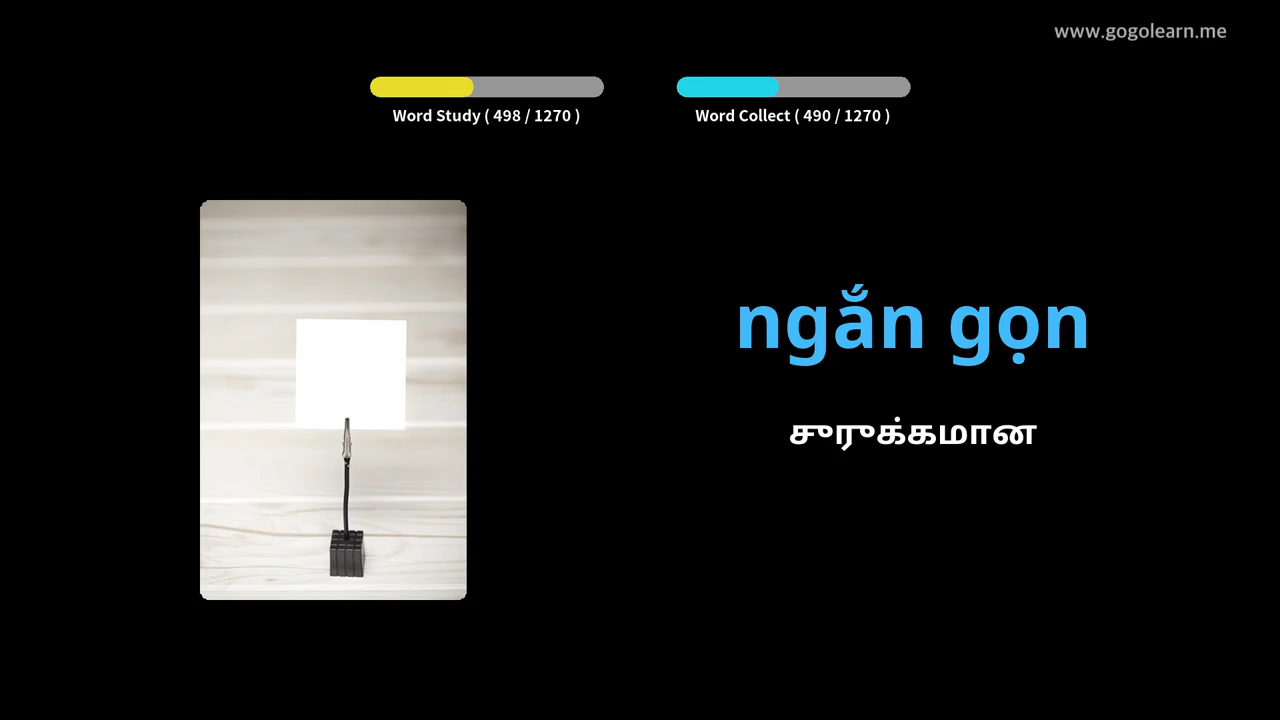 www.gogolearn.me
Word Study ( 498 / 1270 )
Word Collect ( 490 / 1270 )
ngắn gọn
சுருக்கமான